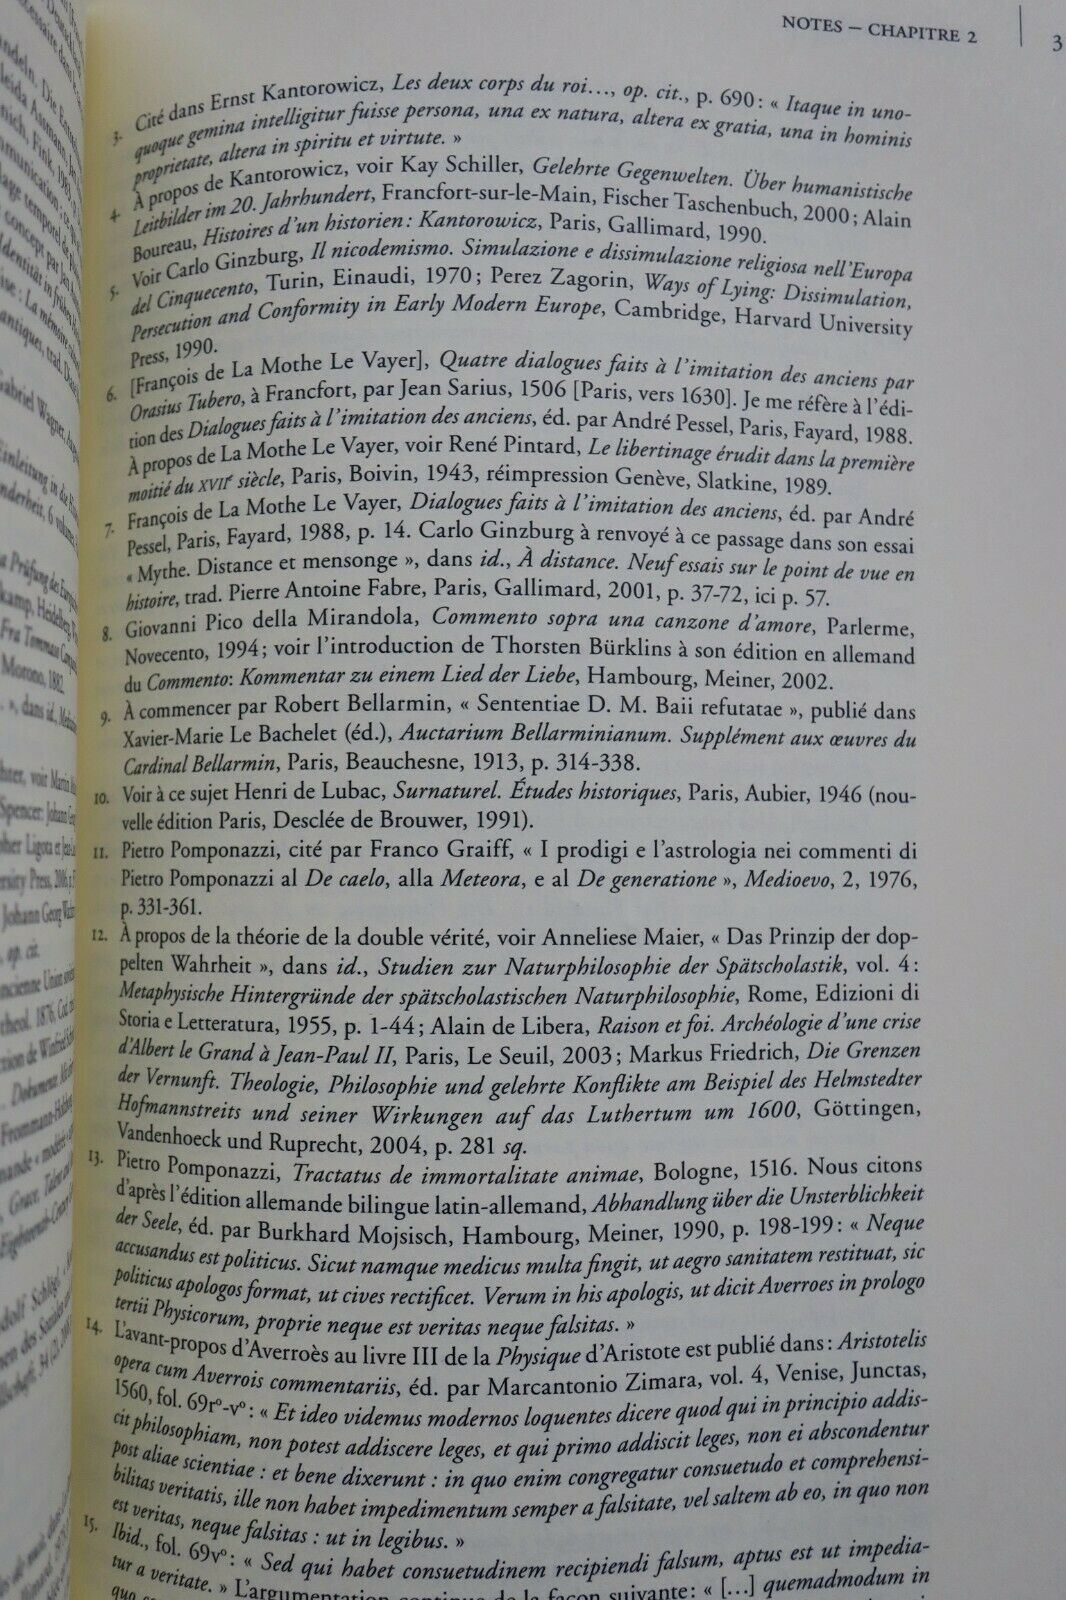 NOTES – CHAPITRE 2
3
3. Cité dans Ernst Kantorowicz, Les deux corps du roi…, op. cit., p. 690 : « Itaque in uno-
quoque gemina intelligitur fuisse persona, una ex natura, altera ex gratia, una in hominis
proprietate, altera in spiritu et virtute. »
4. À propos de Kantorowicz, voir Kay Schiller, Gelehrte Gegenwelten. Über humanistische
Leitbilder im 20. Jahrhundert, Francfort-sur-le-Main, Fischer Taschenbuch, 2000 ; Alain
Boureau, Histoires d'un historien : Kantorowicz, Paris, Gallimard, 1990.
5. Voir Carlo Ginzburg, Il nicodemismo. Simulazione e dissimulazione religiosa nell'Europa
del Cinquecento, Turin, Einaudi, 1970 ; Perez Zagorin, Ways of Lying: Dissimulation,
Persecution and Conformity in Early Modern Europe, Cambridge, Harvard University
Press, 1990.
6. [François de La Mothe Le Vayer], Quatre dialogues faits à l'imitation des anciens par
Orasius Tubero, à Francfort, par Jean Sarius, 1506 [Paris, vers 1630]. Je me réfère à l'édi-
tion des Dialogues faits à l'imitation des anciens, éd. par André Pessel, Paris, Fayard, 1988.
À propos de La Mothe Le Vayer, voir René Pintard, Le libertinage érudit dans la première
moitié du XVIIe siècle, Paris, Boivin, 1943, réimpression Genève, Slatkine, 1989.
7. François de La Mothe Le Vayer, Dialogues faits à l'imitation des anciens, éd. par André
Pessel, Paris, Fayard, 1988, p. 14. Carlo Ginzburg à renvoyé à ce passage dans son essai
« Mythe. Distance et mensonge », dans id., À distance. Neuf essais sur le point de vue en
histoire, trad. Pierre Antoine Fabre, Paris, Gallimard, 2001, p. 37-72, ici p. 57.
8. Giovanni Pico della Mirandola, Commento sopra una canzone d'amore, Parlerme,
Novecento, 1994 ; voir l'introduction de Thorsten Bürklins à son édition en allemand
du Commento: Kommentar zu einem Lied der Liebe, Hambourg, Meiner, 2002.
9. À commencer par Robert Bellarmin, « Sententiae D. M. Baii refutatae », publié dans
Xavier-Marie Le Bachelet (éd.), Auctarium Bellarminianum. Supplément aux œuvres du
Cardinal Bellarmin, Paris, Beauchesne, 1913, p. 314-338.
10. Voir à ce sujet Henri de Lubac, Surnaturel. Études historiques, Paris, Aubier, 1946 (nou-
velle édition Paris, Desclée de Brouwer, 1991).
11. Pietro Pomponazzi, cité par Franco Graiff, « I prodigi e l'astrologia nei commenti di
Pietro Pomponazzi al De caelo, alla Meteora, e al De generatione », Medioevo, 2, 1976,
p. 331-361.
12. À propos de la théorie de la double vérité, voir Anneliese Maier, « Das Prinzip der dop-
pelten Wahrheit », dans id., Studien zur Naturphilosophie der Spätscholastik, vol. 4 :
Metaphysische Hintergründe der spätscholastischen Naturphilosophie, Rome, Edizioni di
Storia e Letteratura, 1955, p. 1-44 ; Alain de Libera, Raison et foi. Archéologie d'une crise
d'Albert le Grand à Jean-Paul II, Paris, Le Seuil, 2003 ; Markus Friedrich, Die Grenzen
der Vernunft. Theologie, Philosophie und gelehrte Konflikte am Beispiel des Helmstedter
Hofmannstreits und seiner Wirkungen auf das Luthertum um 1600, Göttingen,
Vandenhoeck und Ruprecht, 2004, p. 281 sq.
13. Pietro Pomponazzi, Tractatus de immortalitate animae, Bologne, 1516. Nous citons
d'après l'édition allemande bilingue latin-allemand, Abhandlung über die Unsterblichkeit
der Seele, éd. par Burkhard Mojsisch, Hambourg, Meiner, 1990, p. 198-199 : « Neque
accusandus est politicus. Sicut namque medicus multa fingit, ut aegro sanitatem restituat, sic
politicus apologos format, ut cives rectificet. Verum in his apologis, ut dicit Averroes in prologo
tertii Physicorum, proprie neque est veritas neque falsitas. »
14. L'avant-propos d'Averroès au livre III de la Physique d'Aristote est publié dans : Aristotelis
opera cum Averrois commentariis, éd. par Marcantonio Zimara, vol. 4, Venise, Junctas,
1560, fol. 69rº-vº : « Et ideo videmus modernos loquentes dicere quod qui in principio addis-
cit philosophiam, non potest addiscere leges, et qui primo addiscit leges, non ei abscondentur
post aliae scientiae : et bene dixerunt : in quo enim congregatur consuetudo et comprehensi-
bilitas veritatis, ille non habet impedimentum semper a falsitate, vel saltem ab eo, in quo non
est veritas, neque falsitas : ut in legibus. »
15. Ibid., fol. 69vº : « Sed qui habet consuetudinem recipiendi falsum, aptus est ut impedia-
tur a veritate. » L'argumentation continue de la façon suivante : « […] quemadmodum in